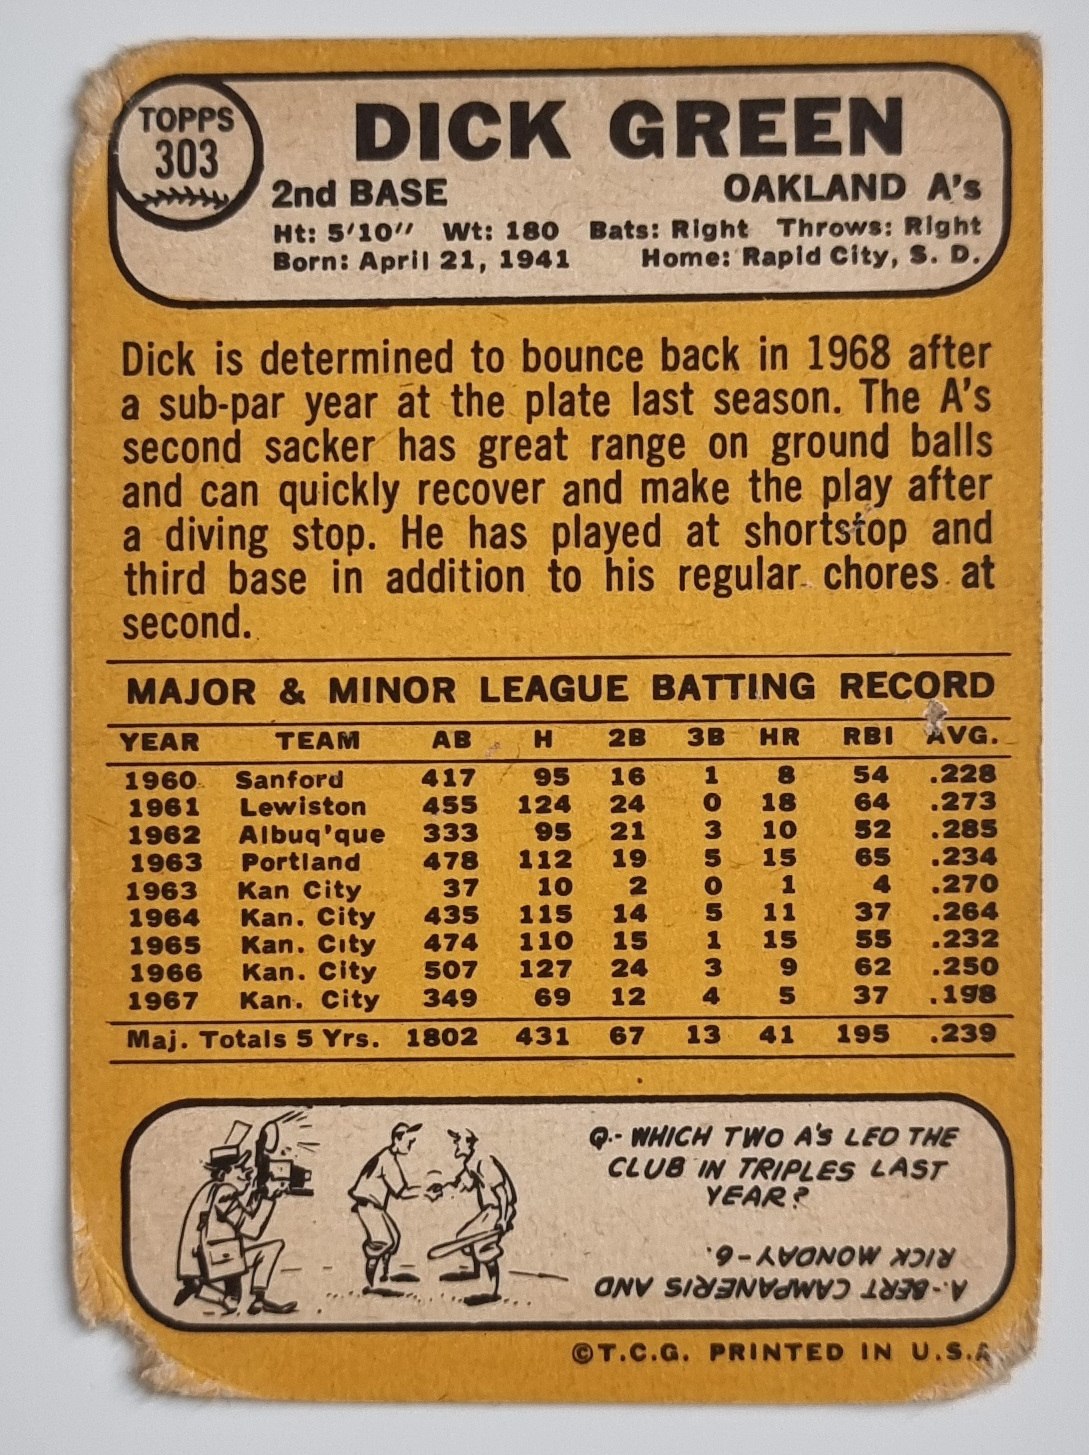 TOPPS
303
DICK GREEN
2nd BASE OAKLAND A's
Ht: 5'10" Wt: 180 Bats: Right Throws: Right
Born: April 21, 1941 Home: Rapid City, S. D.
Dick is determined to bounce back in 1968 after
a sub-par year at the plate last season. The A's
second sacker has great range on ground balls
and can quickly recover and make the play after
a diving stop. He has played at shortstop and
third base in addition to his regular chores at
second.
MAJOR & MINOR LEAGUE BATTING RECORD
YEAR TEAM AB H 2B 3B HR RBI AVG.
1960 Sanford 417 95 16 1 8 54 .228
1961 Lewiston 455 124 24 0 18 64 .273
1962 Albuq'que 333 95 21 3 10 52 .285
1963 Portland 478 112 19 5 15 65 .234
1963 Kan City 37 10 2 0 1 4 .270
1964 Kan. City 435 115 14 5 11 37 .264
1965 Kan. City 474 110 15 1 15 55 .232
1966 Kan. City 507 127 24 3 9 62 .250
1967 Kan. City 349 69 12 4 5 37 .198
Maj. Totals 5 Yrs. 1802 431 67 13 41 195 .239
Q.- WHICH TWO A'S LED THE
CLUB IN TRIPLES LAST
YEAR?
A.- BERT CAMPANERIS AND
RICK MONDAY - 6.
©T.C.G. PRINTED IN U.S.A